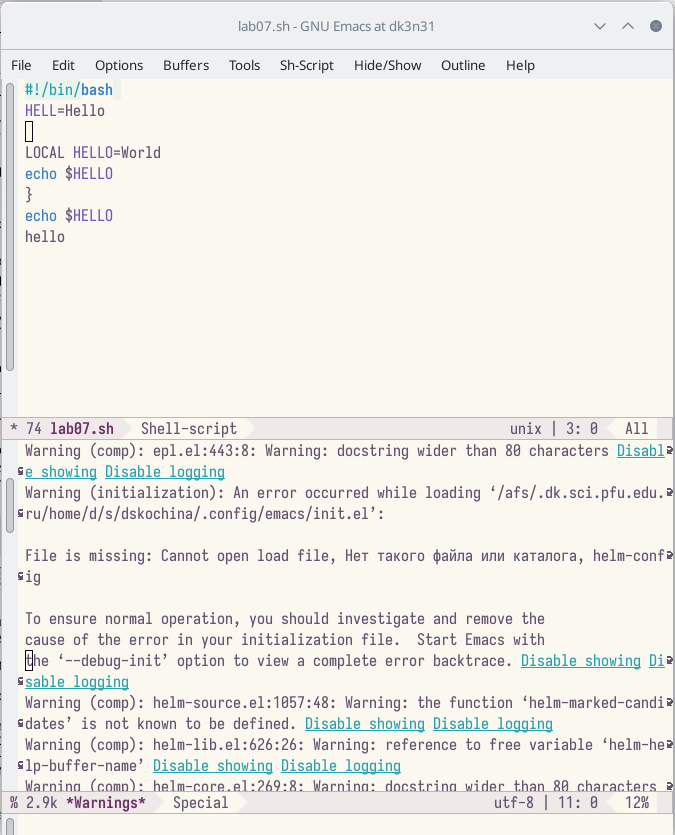 lab07.sh - GNU Emacs at dk3n31
File Edit Options Buffers Tools Sh-Script Hide/Show Outline Help
#!/bin/bash
HELL=Hello
LOCAL HELLO=World
echo $HELLO
}
echo $HELLO
hello
* 74 lab07.sh Shell-script unix | 3: 0 All
Warning (comp): epl.el:443:8: Warning: docstring wider than 80 characters Disabl
e showing Disable logging
Warning (initialization): An error occurred while loading ‘/afs/.dk.sci.pfu.edu.
ru/home/d/s/dskochina/.config/emacs/init.el’:
File is missing: Cannot open load file, Нет такого файла или каталога, helm-conf
ig
To ensure normal operation, you should investigate and remove the
cause of the error in your initialization file.  Start Emacs with
the ‘--debug-init’ option to view a complete error backtrace. Disable showing Di
sable logging
Warning (comp): helm-source.el:1057:48: Warning: the function ‘helm-marked-candi
dates’ is not known to be defined. Disable showing Disable logging
Warning (comp): helm-lib.el:626:26: Warning: reference to free variable ‘helm-he
lp-buffer-name’ Disable showing Disable logging
Warning (comp): helm-core.el:269:8: Warning: docstring wider than 80 characters
% 2.9k *Warnings* Special utf-8 | 11: 0 12%